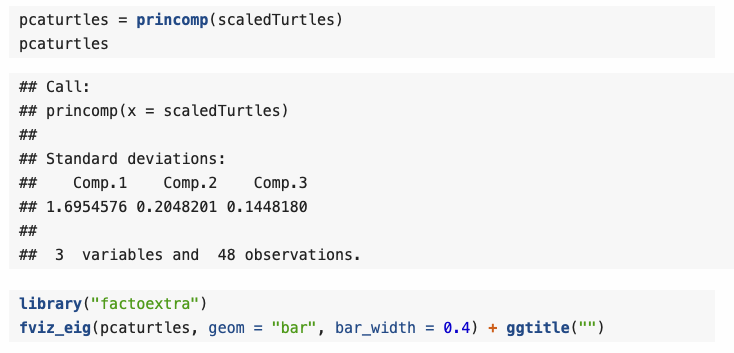 pcaturtles = princomp(scaledTurtles)
pcaturtles
## Call:
## princomp(x = scaledTurtles)
##
## Standard deviations:
##    Comp.1    Comp.2    Comp.3
## 1.6954576 0.2048201 0.1448180
##
##  3  variables and  48 observations.
library("factoextra")
fviz_eig(pcaturtles, geom = "bar", bar_width = 0.4) + ggtitle("")